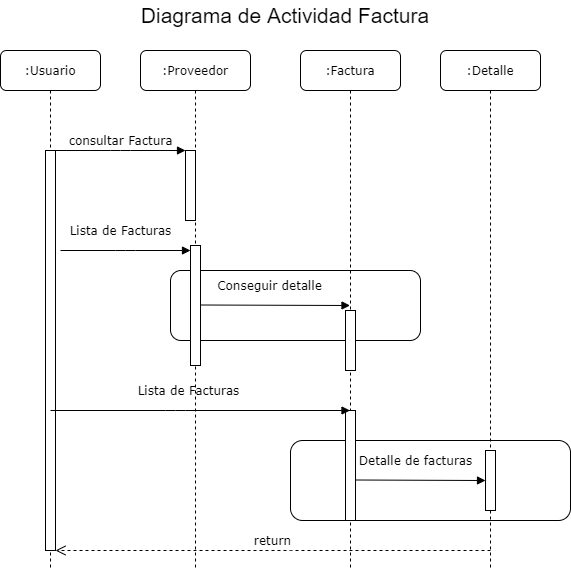 Diagrama de Actividad Factura
:Usuario
:Proveedor
:Factura
:Detalle
consultar Factura
Lista de Facturas
Conseguir detalle
Lista de Facturas
Detalle de facturas
return